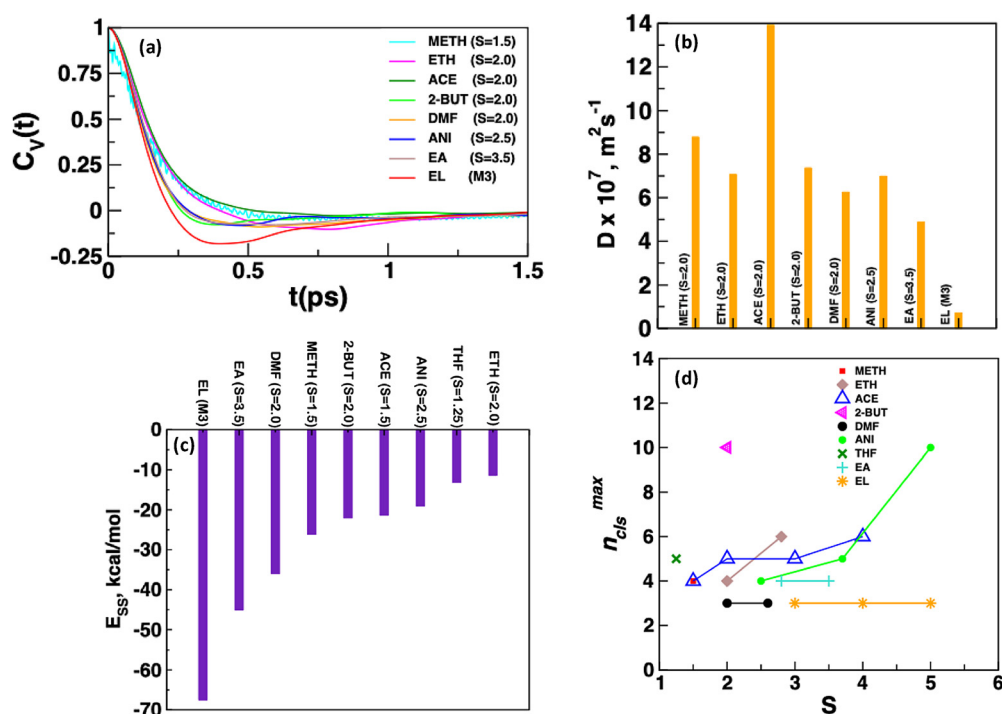 (a)
METH (S=1.5)
ETH (S=2.0)
ACE (S=2.0)
2-BUT (S=2.0)
DMF (S=2.0)
ANI (S=2.5)
EA (S=3.5)
EL (M3)
1
0.75
0.5
0.25
0
-0.25
C_V(t)
0 0.5 1 1.5
t(ps)
(b)
14
12
10
8
6
4
2
0
D x 10⁷, m² s⁻¹
METH (S=2.0)
ETH (S=2.0)
ACE (S=2.0)
2-BUT (S=2.0)
DMF (S=2.0)
ANI (S=2.5)
EA (S=3.5)
EL (M3)
EL (M3)
EA (S=3.5)
DMF (S=2.0)
METH (S=1.5)
2-BUT (S=2.0)
ACE (S=1.5)
ANI (S=2.5)
THF (S=1.25)
ETH (S=2.0)
(c)
0
-10
-20
-30
-40
-50
-60
-70
E_SS, kcal/mol
(d)
METH
ETH
ACE
2-BUT
DMF
ANI
THF
EA
EL
14
12
10
8
6
4
2
0
n_cls^max
1 2 3 4 5 6
S